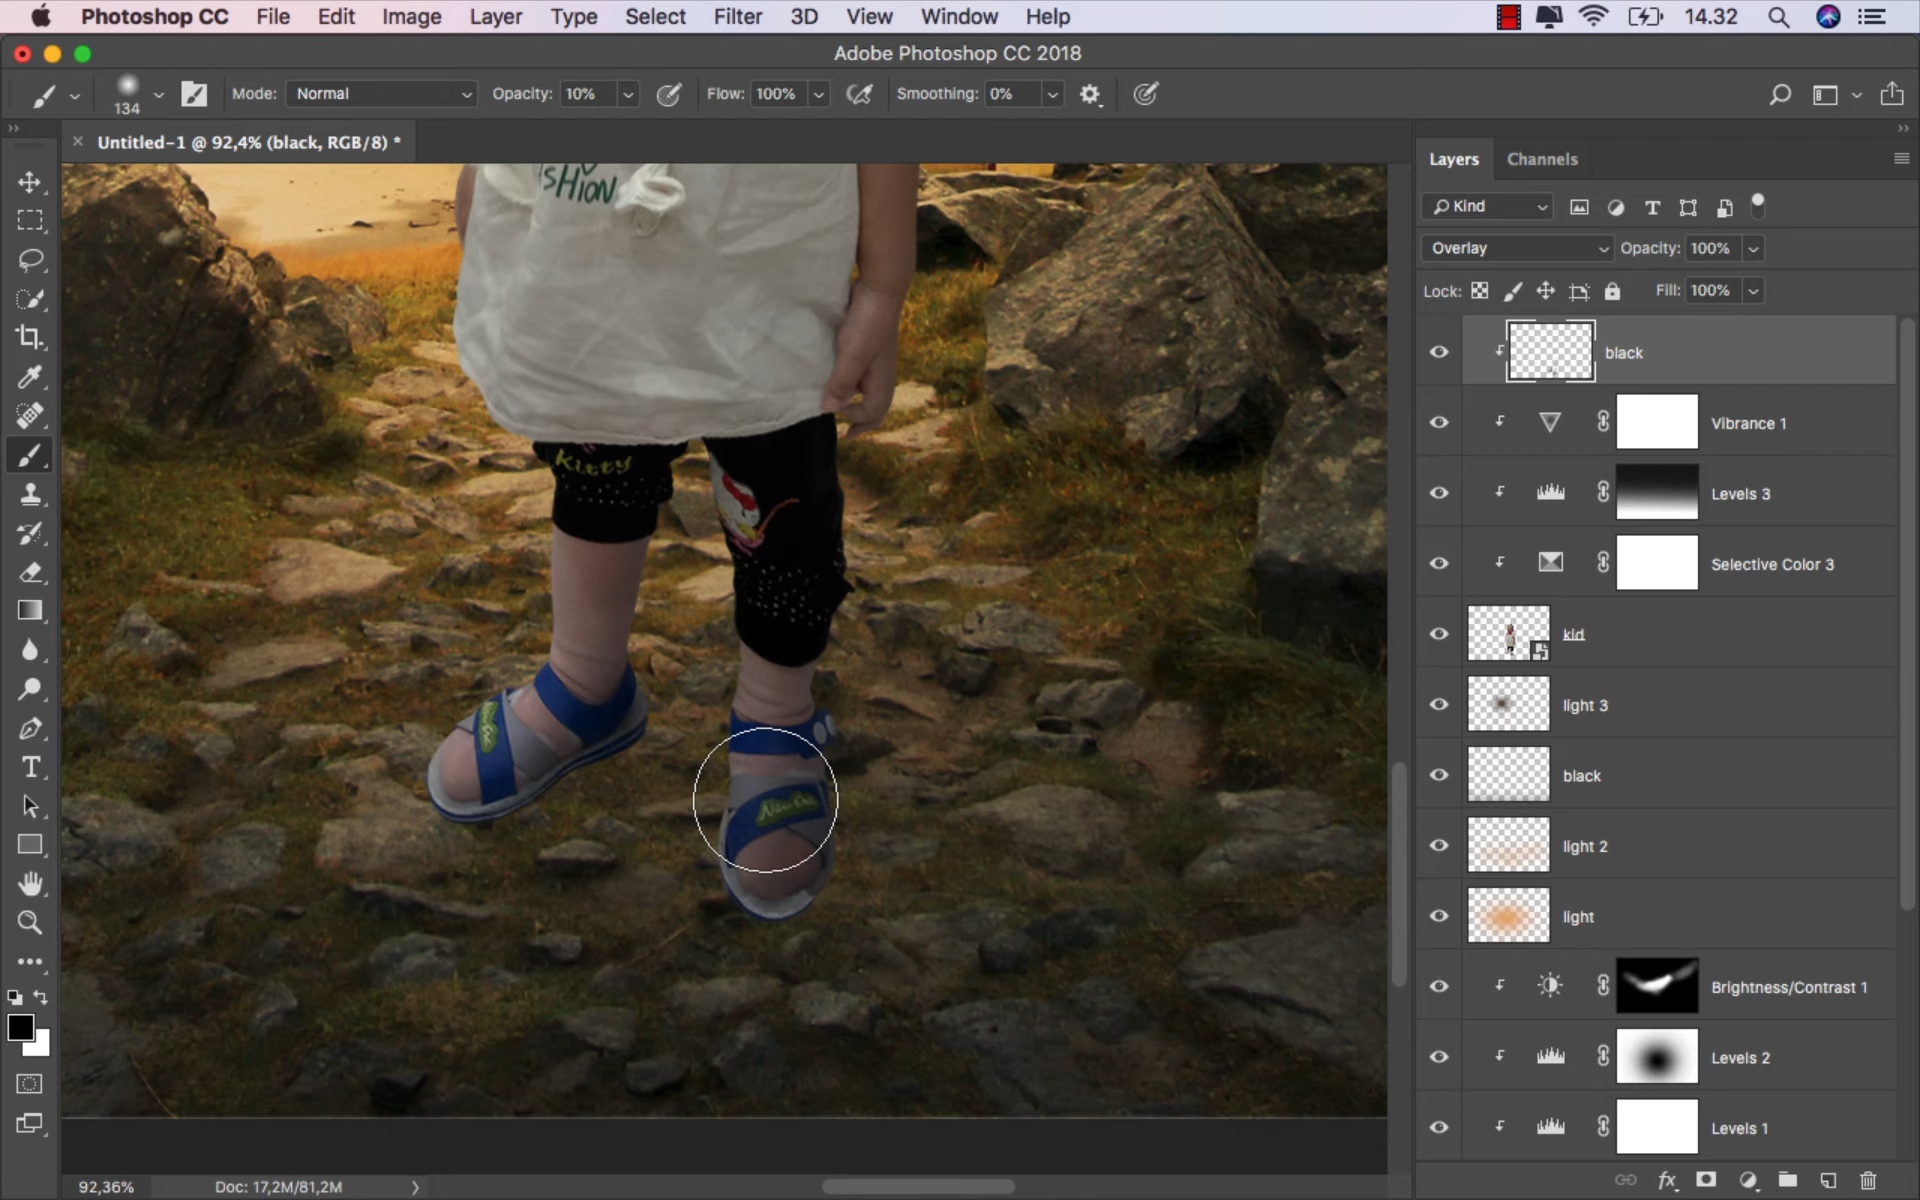 Photoshop CC File Edit Image Layer Type Select Filter 3D View Window Help 14.32
Adobe Photoshop CC 2018
134 Mode: Normal Opacity: 10% Flow: 100% Smoothing: 0%
Untitled-1 @ 92,4% (black, RGB/8) *
Layers Channels
Kind
Overlay Opacity: 100%
Lock: Fill: 100%
black
Vibrance 1
Levels 3
Selective Color 3
kid
light 3
black
light 2
light
Brightness/Contrast 1
Levels 2
Levels 1
SHION
kitty
92,36% Doc: 17,2M/81,2M